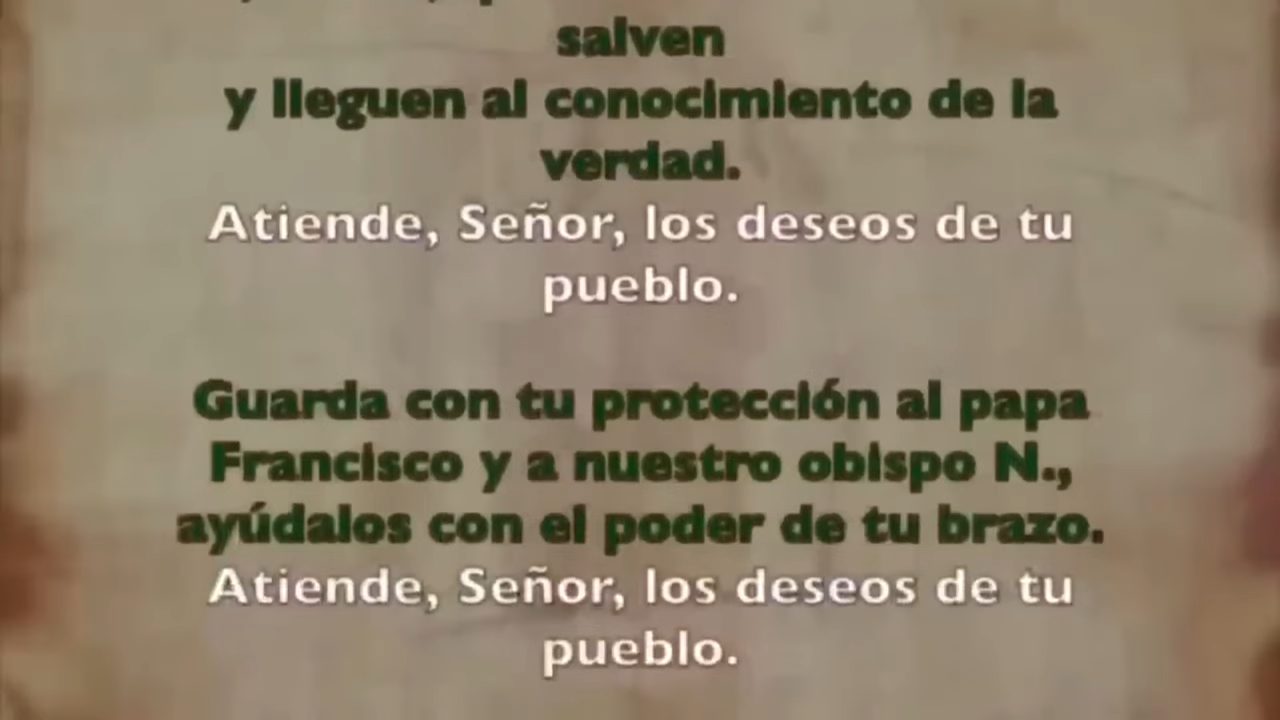 salven
y lleguen al conocimiento de la
verdad.
Atiende, Señor, los deseos de tu
pueblo.
Guarda con tu protección al papa
Francisco y a nuestro obispo N.,
ayúdalos con el poder de tu brazo.
Atiende, Señor, los deseos de tu
pueblo.